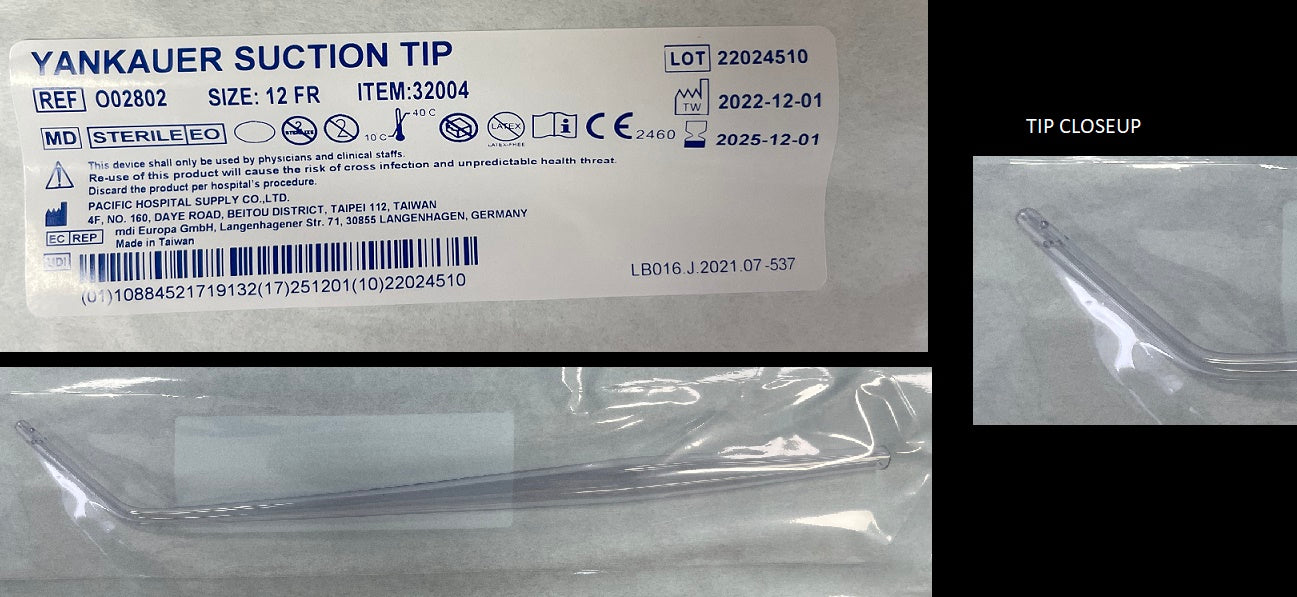 YANKAUER SUCTION TIP
REF O02802 SIZE: 12 FR ITEM:32004
LOT 22024510
TW 2022-12-01
2025-12-01
MD STERILE EO 2 10 C 40 C LATEX LATEX-FREE i CE 2460
This device shall only be used by physicians and clinical staffs.
Re-use of this product will cause the risk of cross infection and unpredictable health threat.
Discard the product per hospital's procedure.
PACIFIC HOSPITAL SUPPLY CO.,LTD.
4F, NO. 160, DAYE ROAD, BEITOU DISTRICT, TAIPEI 112, TAIWAN
EC REP mdi Europa GmbH, Langenhagener Str. 71, 30855 LANGENHAGEN, GERMANY
Made in Taiwan
UDI
(01)10884521719132(17)251201(10)22024510
LB016.J.2021.07-537
TIP CLOSEUP